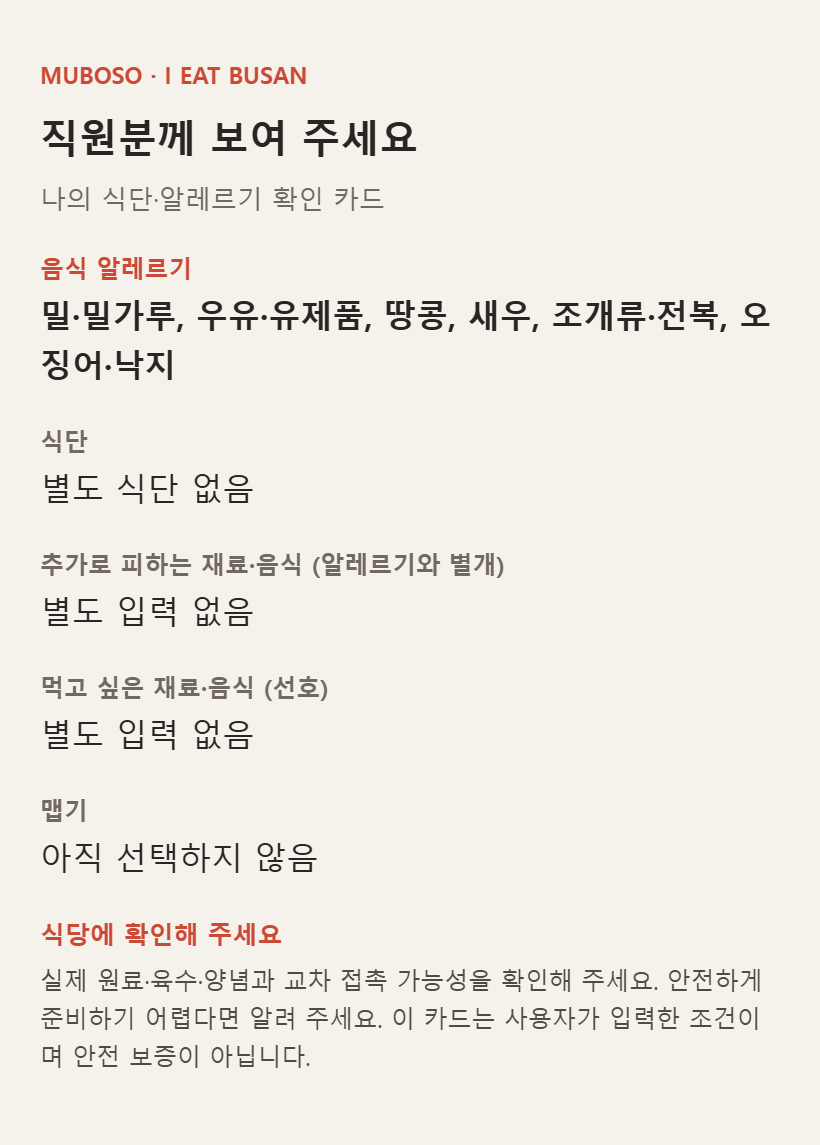 MUBOSO · I EAT BUSAN
직원분께 보여 주세요
나의 식단·알레르기 확인 카드
음식 알레르기
밀·밀가루, 우유·유제품, 땅콩, 새우, 조개류·전복, 오
징어·낙지
식단
별도 식단 없음
추가로 피하는 재료·음식 (알레르기와 별개)
별도 입력 없음
먹고 싶은 재료·음식 (선호)
별도 입력 없음
맵기
아직 선택하지 않음
식당에 확인해 주세요
실제 원료·육수·양념과 교차 접촉 가능성을 확인해 주세요. 안전하게
준비하기 어렵다면 알려 주세요. 이 카드는 사용자가 입력한 조건이
며 안전 보증이 아닙니다.